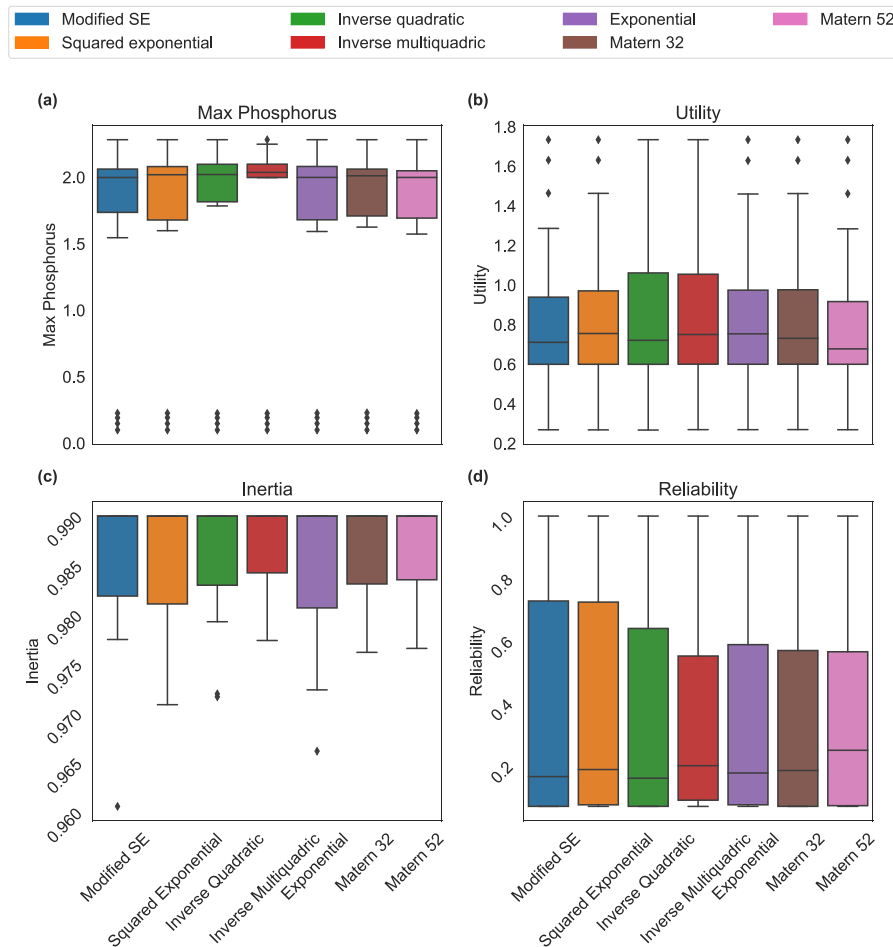 Modified SE
Squared exponential
Inverse quadratic
Inverse multiquadric
Exponential
Matern 32
Matern 52
(a)
Max Phosphorus
Max Phosphorus
2.0
1.5
1.0
0.5
0.0
(b)
Utility
Utility
1.8
1.6
1.4
1.2
1.0
0.8
0.6
0.4
0.2
(c)
Inertia
Inertia
0.990
0.985
0.980
0.975
0.970
0.965
0.960
Modified SE
Squared Exponential
Inverse Quadratic
Inverse Multiquadric
Exponential
Matern 32
Matern 52
(d)
Reliability
Reliability
1.0
0.8
0.6
0.4
0.2
Modified SE
Squared Exponential
Inverse Quadratic
Inverse Multiquadric
Exponential
Matern 32
Matern 52